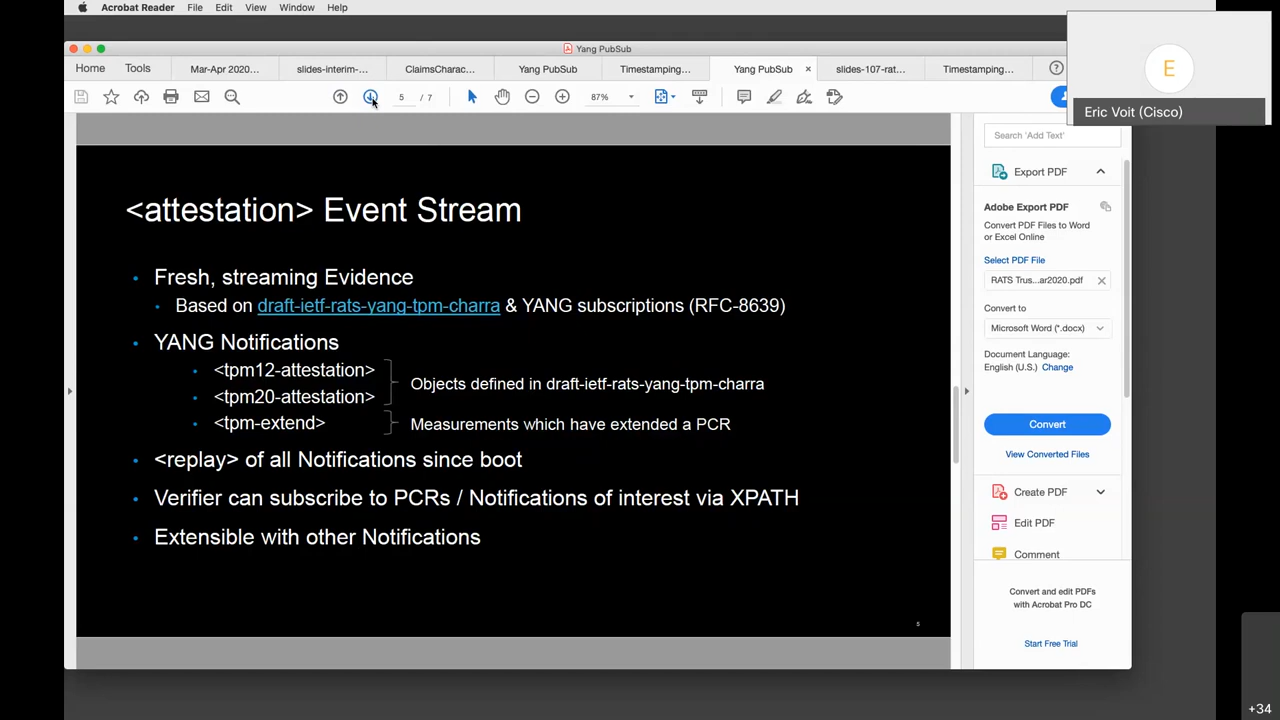 Acrobat Reader File Edit View Window Help
Yang PubSub
Home Tools Mar-Apr 2020... slides-interim-... ClaimsCharac... Yang PubSub Timestamping... Yang PubSub × slides-107-rat... Timestamping...
5 / 7 87%
E
Eric Voit (Cisco)
<attestation> Event Stream
• Fresh, streaming Evidence
• Based on draft-ietf-rats-yang-tpm-charra & YANG subscriptions (RFC-8639)
• YANG Notifications
• <tpm12-attestation>
• <tpm20-attestation>
Objects defined in draft-ietf-rats-yang-tpm-charra
• <tpm-extend> Measurements which have extended a PCR
• <replay> of all Notifications since boot
• Verifier can subscribe to PCRs / Notifications of interest via XPATH
• Extensible with other Notifications
5
Search 'Add Text'
Export PDF
Adobe Export PDF
Convert PDF Files to Word
or Excel Online
Select PDF File
RATS Trus...ar2020.pdf
Convert to
Microsoft Word (*.docx)
Document Language:
English (U.S.) Change
Convert
View Converted Files
Create PDF
Edit PDF
Comment
Convert and edit PDFs
with Acrobat Pro DC
Start Free Trial
+34